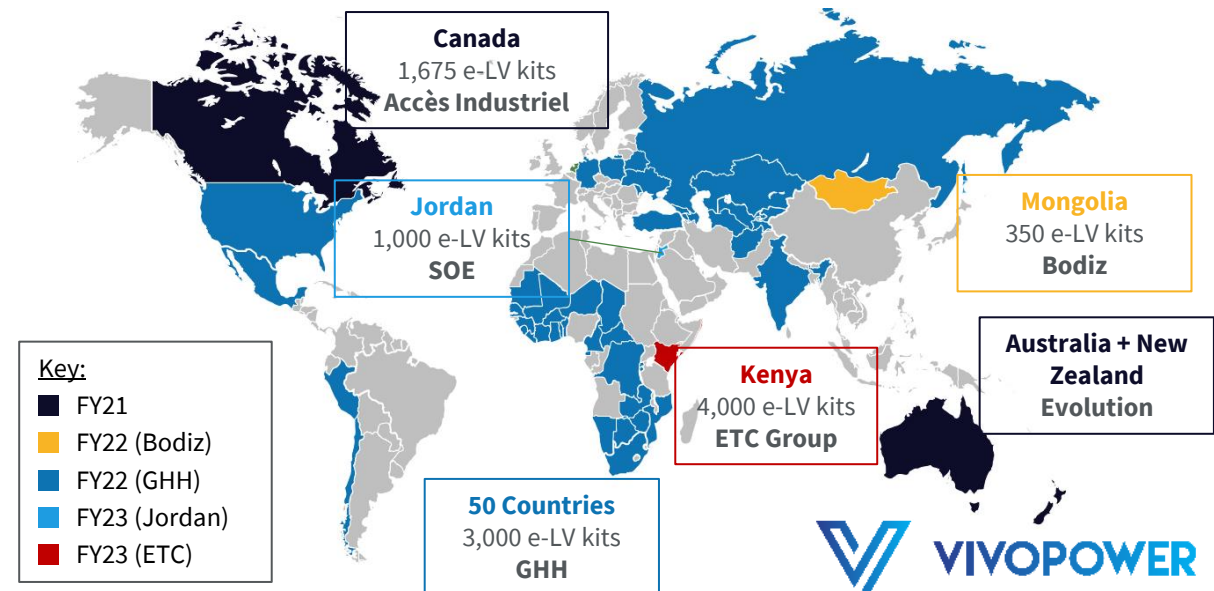 Canada
1,675 e-LV kits
Accès Industriel
Jordan
1,000 e-LV kits
SOE
Mongolia
350 e-LV kits
Bodiz
Australia + New
Zealand
Evolution
Kenya
4,000 e-LV kits
ETC Group
50 Countries
3,000 e-LV kits
GHH
Key:
FY21
FY22 (Bodiz)
FY22 (GHH)
FY23 (Jordan)
FY23 (ETC)
VIVOPOWER